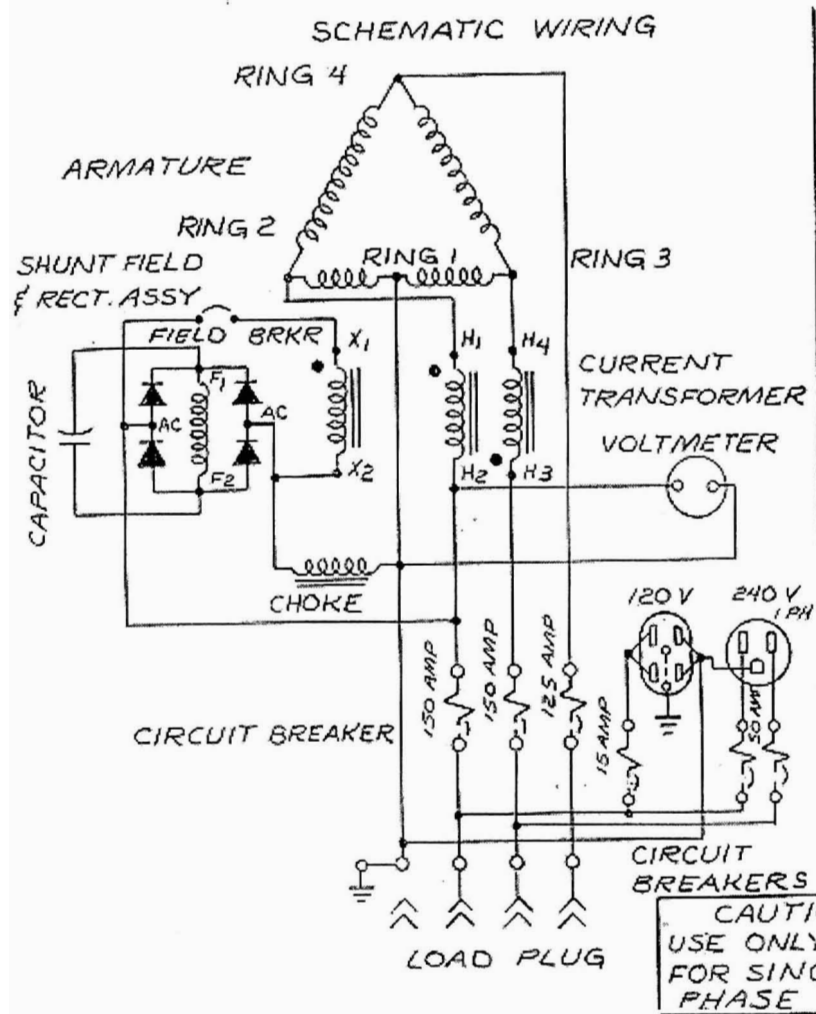 SCHEMATIC WIRING
RING 4
ARMATURE
RING 2
RING 1
RING 3
SHUNT FIELD
& RECT. ASSY
FIELD BRKR
X1
H1
H4
CURRENT
TRANSFORMER
VOLTMETER
F1
AC
AC
F2
X2
H2
H3
CAPACITOR
CHOKE
120 V
240 V
1 PH
150 AMP
150 AMP
125 AMP
15 AMP
50 AMP
CIRCUIT BREAKER
CIRCUIT
BREAKERS
LOAD PLUG
CAUTI
USE ONLY
FOR SING
PHASE